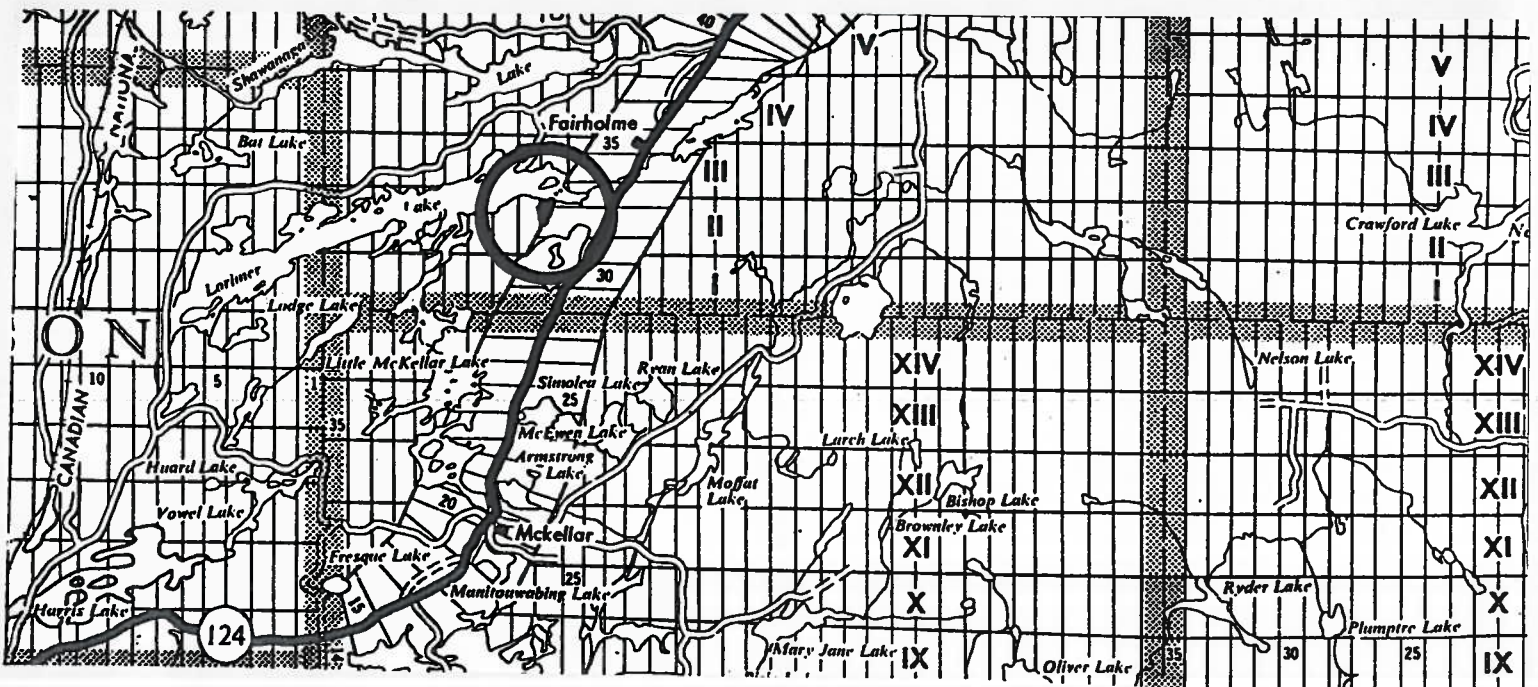 40
V
Shawanaga
Lake
V
NATIONAL
Fairholme
35
IV
IV
Bat Lake
III
III
Lake
Crawford Lake
II
II
Lorimer
30
I
I
Ludge Lake
O N
Little McKellar Lake
Ryan Lake
XIV
Nelson Lake
XIV
10
5
Simolea Lake
25
XIII
XIII
35
McEwen Lake
Larch Lake
CANADIAN
Armstrong
Lake
Huard Lake
Moffat
Lake
XII
XII
20
Bishop Lake
Vowel Lake
Brownley Lake
Mckellar
XI
XI
Fresque Lake
25
Manitouwabing Lake
Ryder Lake
15
X
X
Harris Lake
124
Plumptre Lake
Mary Jane Lake
IX
Oliver Lake
35
30
25
IX